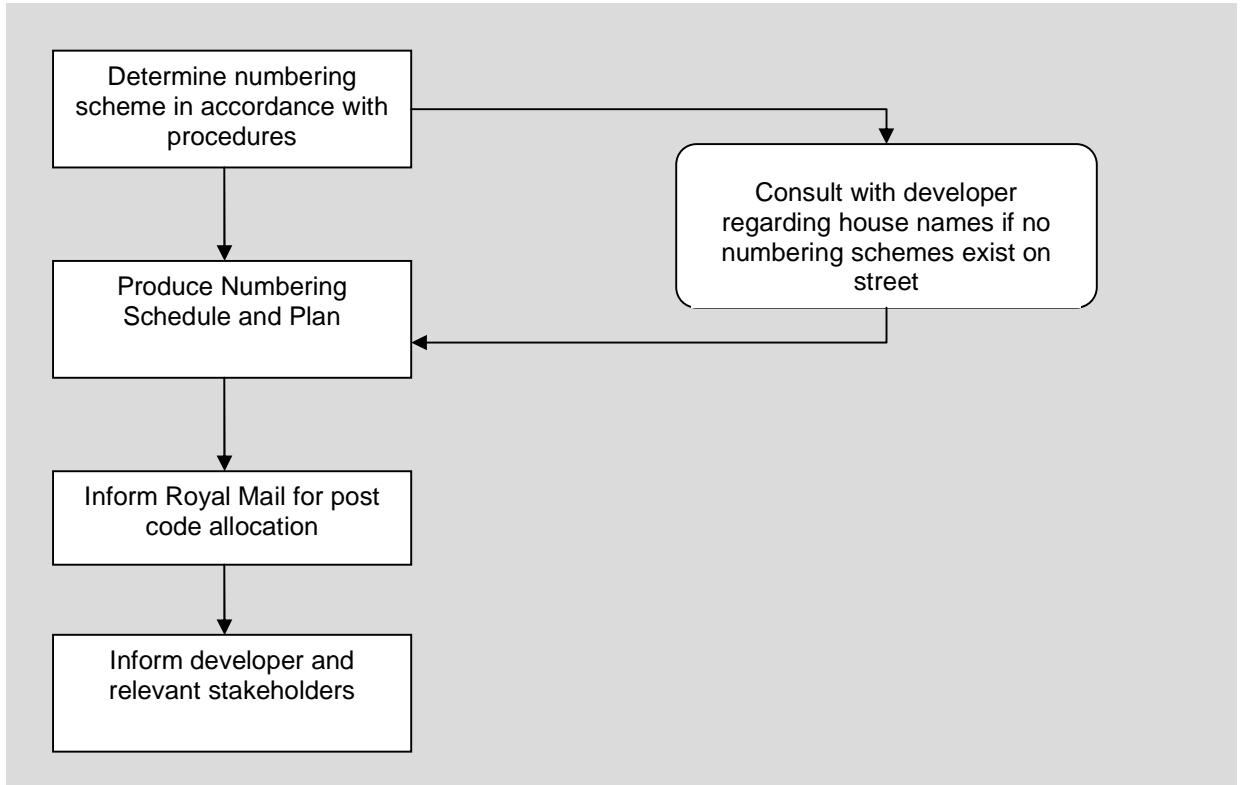 Determine numbering
scheme in accordance with
procedures
Consult with developer
regarding house names if no
numbering schemes exist on
street
Produce Numbering
Schedule and Plan
Inform Royal Mail for post
code allocation
Inform developer and
relevant stakeholders